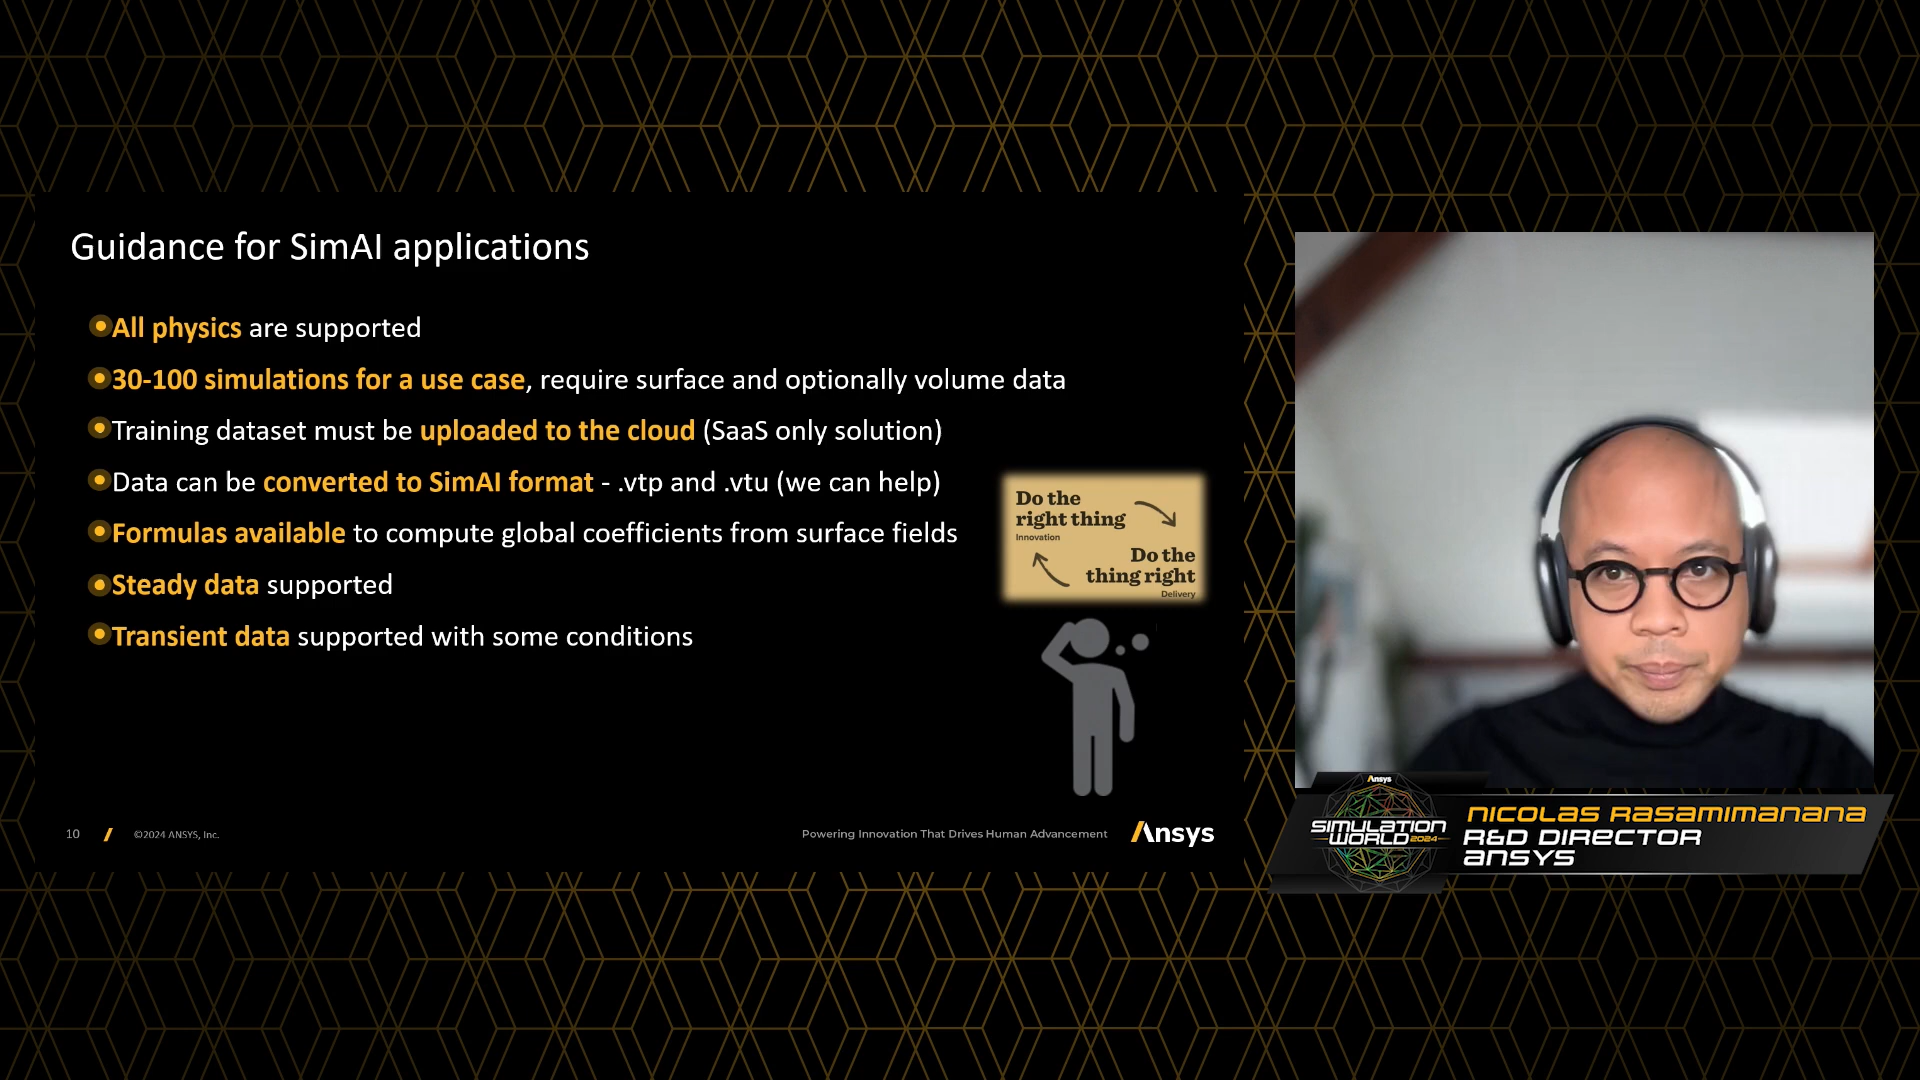 Guidance for SimAI applications
All physics are supported
30-100 simulations for a use case, require surface and optionally volume data
Training dataset must be uploaded to the cloud (SaaS only solution)
Data can be converted to SimAI format - .vtp and .vtu (we can help)
Formulas available to compute global coefficients from surface fields
Steady data supported
Transient data supported with some conditions
Do the
right thing
Innovation
Do the
thing right
Delivery
10
©2024 ANSYS, Inc.
Powering Innovation That Drives Human Advancement
Ansys
Ansys
SIMULATION
WORLD 2024
NICOLAS RASAMIMANANA
R&D DIRECTOR
ANSYS